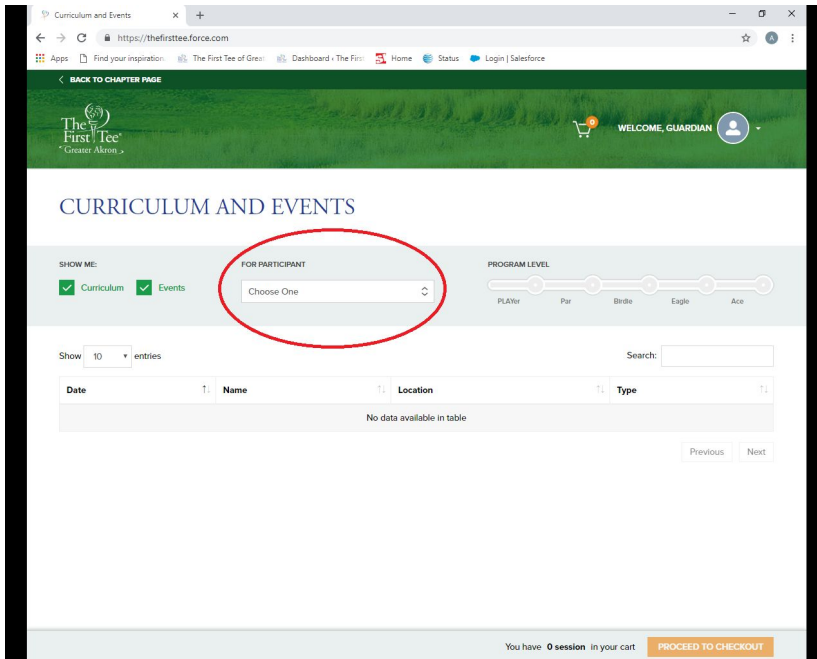 Curriculum and Events
https://thefirsttee.force.com
Apps Find your inspiration The First Tee of Great Dashboard ‹ The Firs Home Status Login | Salesforce
BACK TO CHAPTER PAGE
The
First Tee
Greater Akron
0
WELCOME, GUARDIAN
CURRICULUM AND EVENTS
SHOW ME: FOR PARTICIPANT PROGRAM LEVEL
Curriculum Events Choose One
PLAYer Par Birdie Eagle Ace
Show 10 entries Search:
Date Name Location Type
No data available in table
Previous Next
You have 0 session in your cart PROCEED TO CHECKOUT